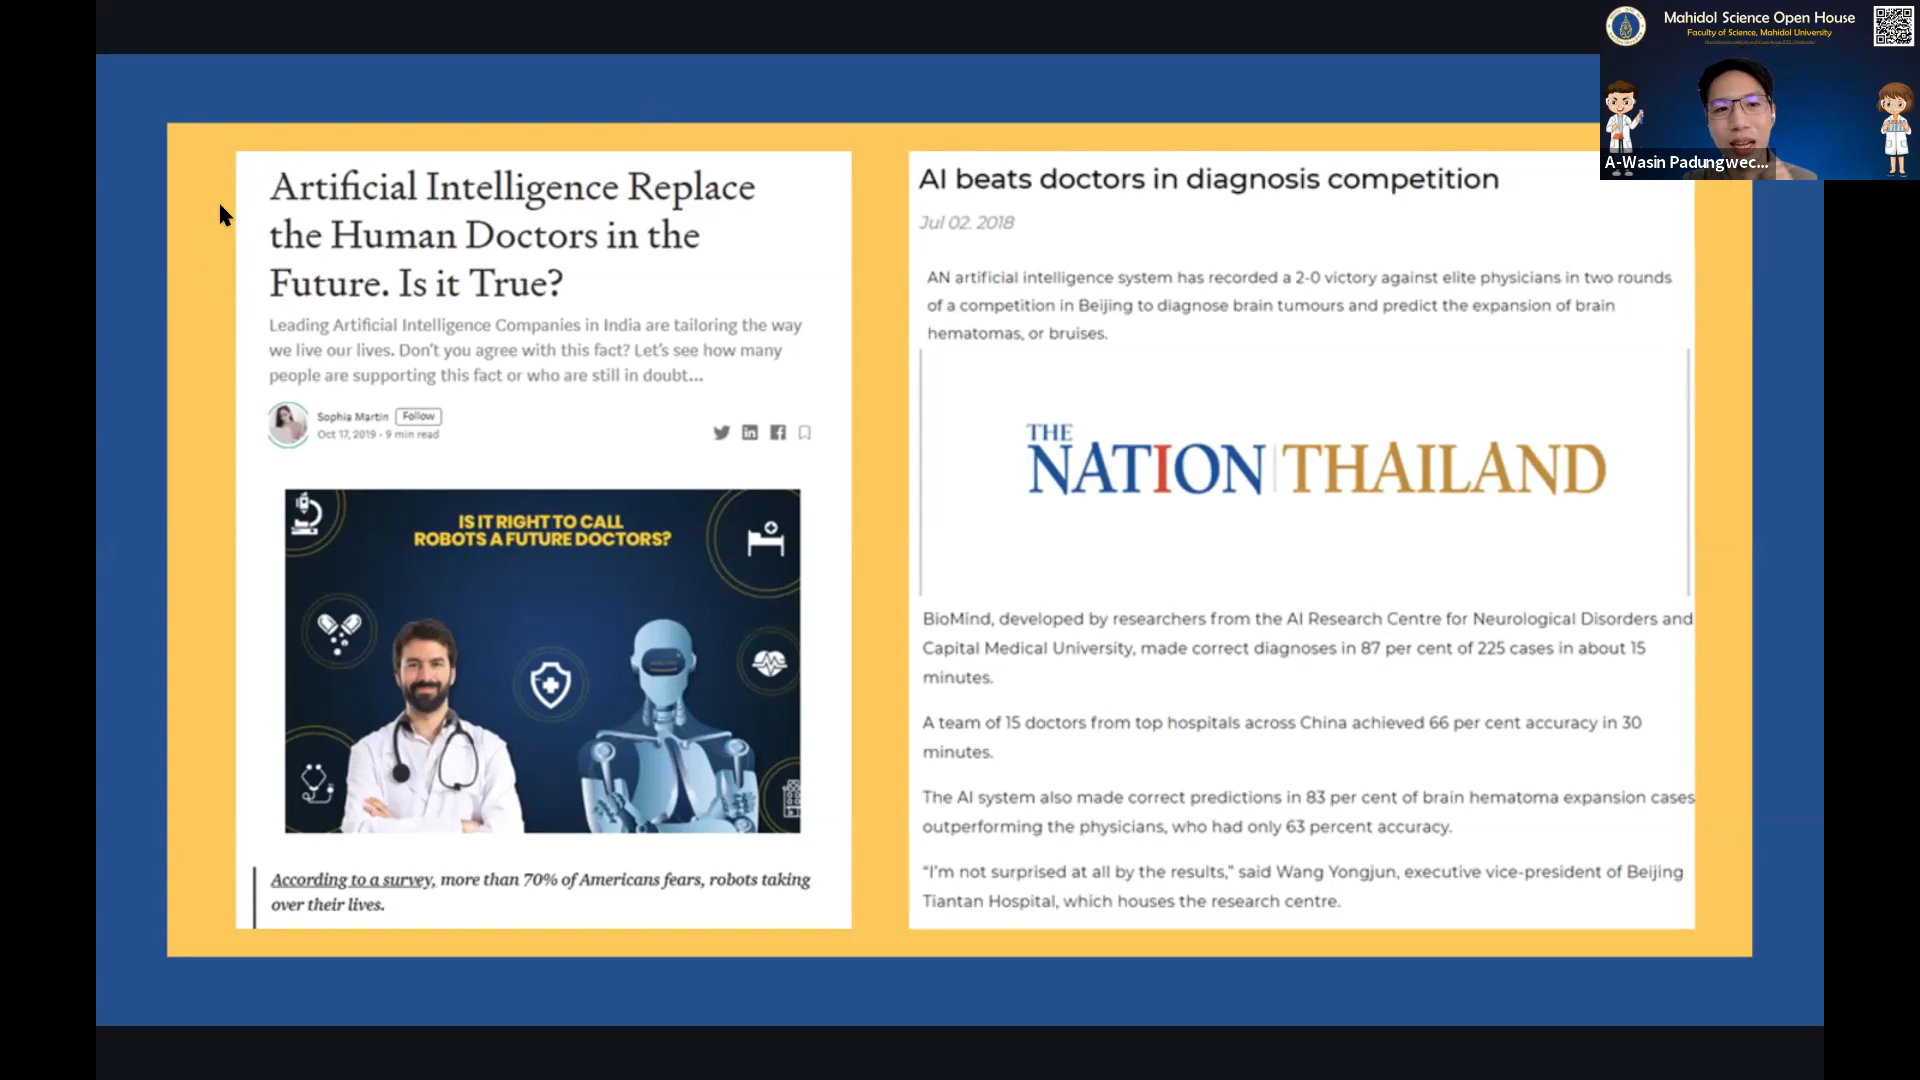 Mahidol Science Open House
Faculty of Science, Mahidol University
A-Wasin Padungwec...
Artificial Intelligence Replace
the Human Doctors in the
Future. Is it True?
Leading Artificial Intelligence Companies in India are tailoring the way
we live our lives. Don't you agree with this fact? Let's see how many
people are supporting this fact or who are still in doubt...
Sophia Martin Follow
Oct 17, 2019 · 9 min read
IS IT RIGHT TO CALL
ROBOTS A FUTURE DOCTORS?
According to a survey, more than 70% of Americans fears, robots taking
over their lives.
AI beats doctors in diagnosis competition
Jul 02. 2018
AN artificial intelligence system has recorded a 2-0 victory against elite physicians in two rounds
of a competition in Beijing to diagnose brain tumours and predict the expansion of brain
hematomas, or bruises.
THE
NATION THAILAND
BioMind, developed by researchers from the AI Research Centre for Neurological Disorders and
Capital Medical University, made correct diagnoses in 87 per cent of 225 cases in about 15
minutes.
A team of 15 doctors from top hospitals across China achieved 66 per cent accuracy in 30
minutes.
The AI system also made correct predictions in 83 per cent of brain hematoma expansion cases
outperforming the physicians, who had only 63 percent accuracy.
“I'm not surprised at all by the results,” said Wang Yongjun, executive vice-president of Beijing
Tiantan Hospital, which houses the research centre.